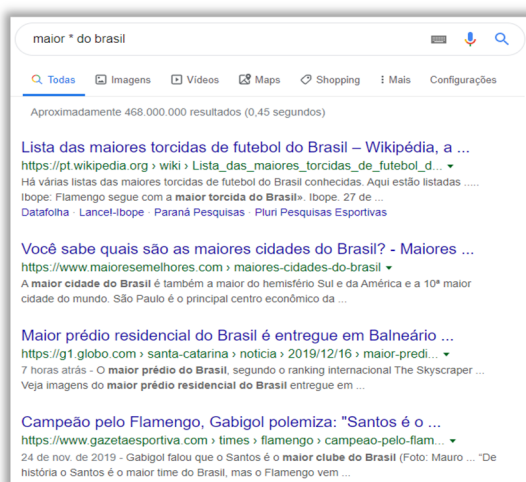 maior * do brasil
Todas Imagens Vídeos Maps Shopping Mais Configurações
Aproximadamente 468.000.000 resultados (0,45 segundos)
Lista das maiores torcidas de futebol do Brasil – Wikipédia, a ...
https://pt.wikipedia.org › wiki › Lista_das_maiores_torcidas_de_futebol_d...
Há várias listas das maiores torcidas de futebol do Brasil conhecidas. Aqui estão listadas .....
Ibope: Flamengo segue com a maior torcida do Brasil». Ibope. 27 de ...
Datafolha · Lancel-Ibope · Paraná Pesquisas · Pluri Pesquisas Esportivas
Você sabe quais são as maiores cidades do Brasil? - Maiores ...
https://www.maioresemelhores.com › maiores-cidades-do-brasil
A maior cidade do Brasil é também a maior do hemisfério Sul e da América e a 10ª maior
cidade do mundo. São Paulo é o principal centro econômico da ...
Maior prédio residencial do Brasil é entregue em Balneário ...
https://g1.globo.com › santa-catarina › noticia › 2019/12/16 › maior-predi...
7 horas atrás - O maior prédio do Brasil, segundo o ranking internacional The Skyscraper ...
Veja imagens do maior prédio residencial do Brasil entregue em ...
Campeão pelo Flamengo, Gabigol polemiza: "Santos é o ...
https://www.gazetaesportiva.com › times › flamengo › campeao-pelo-flam...
24 de nov. de 2019 - Gabigol falou que o Santos é o maior clube do Brasil (Foto: Mauro ... "De
história o Santos é o maior time do Brasil, mas o Flamengo vem ...